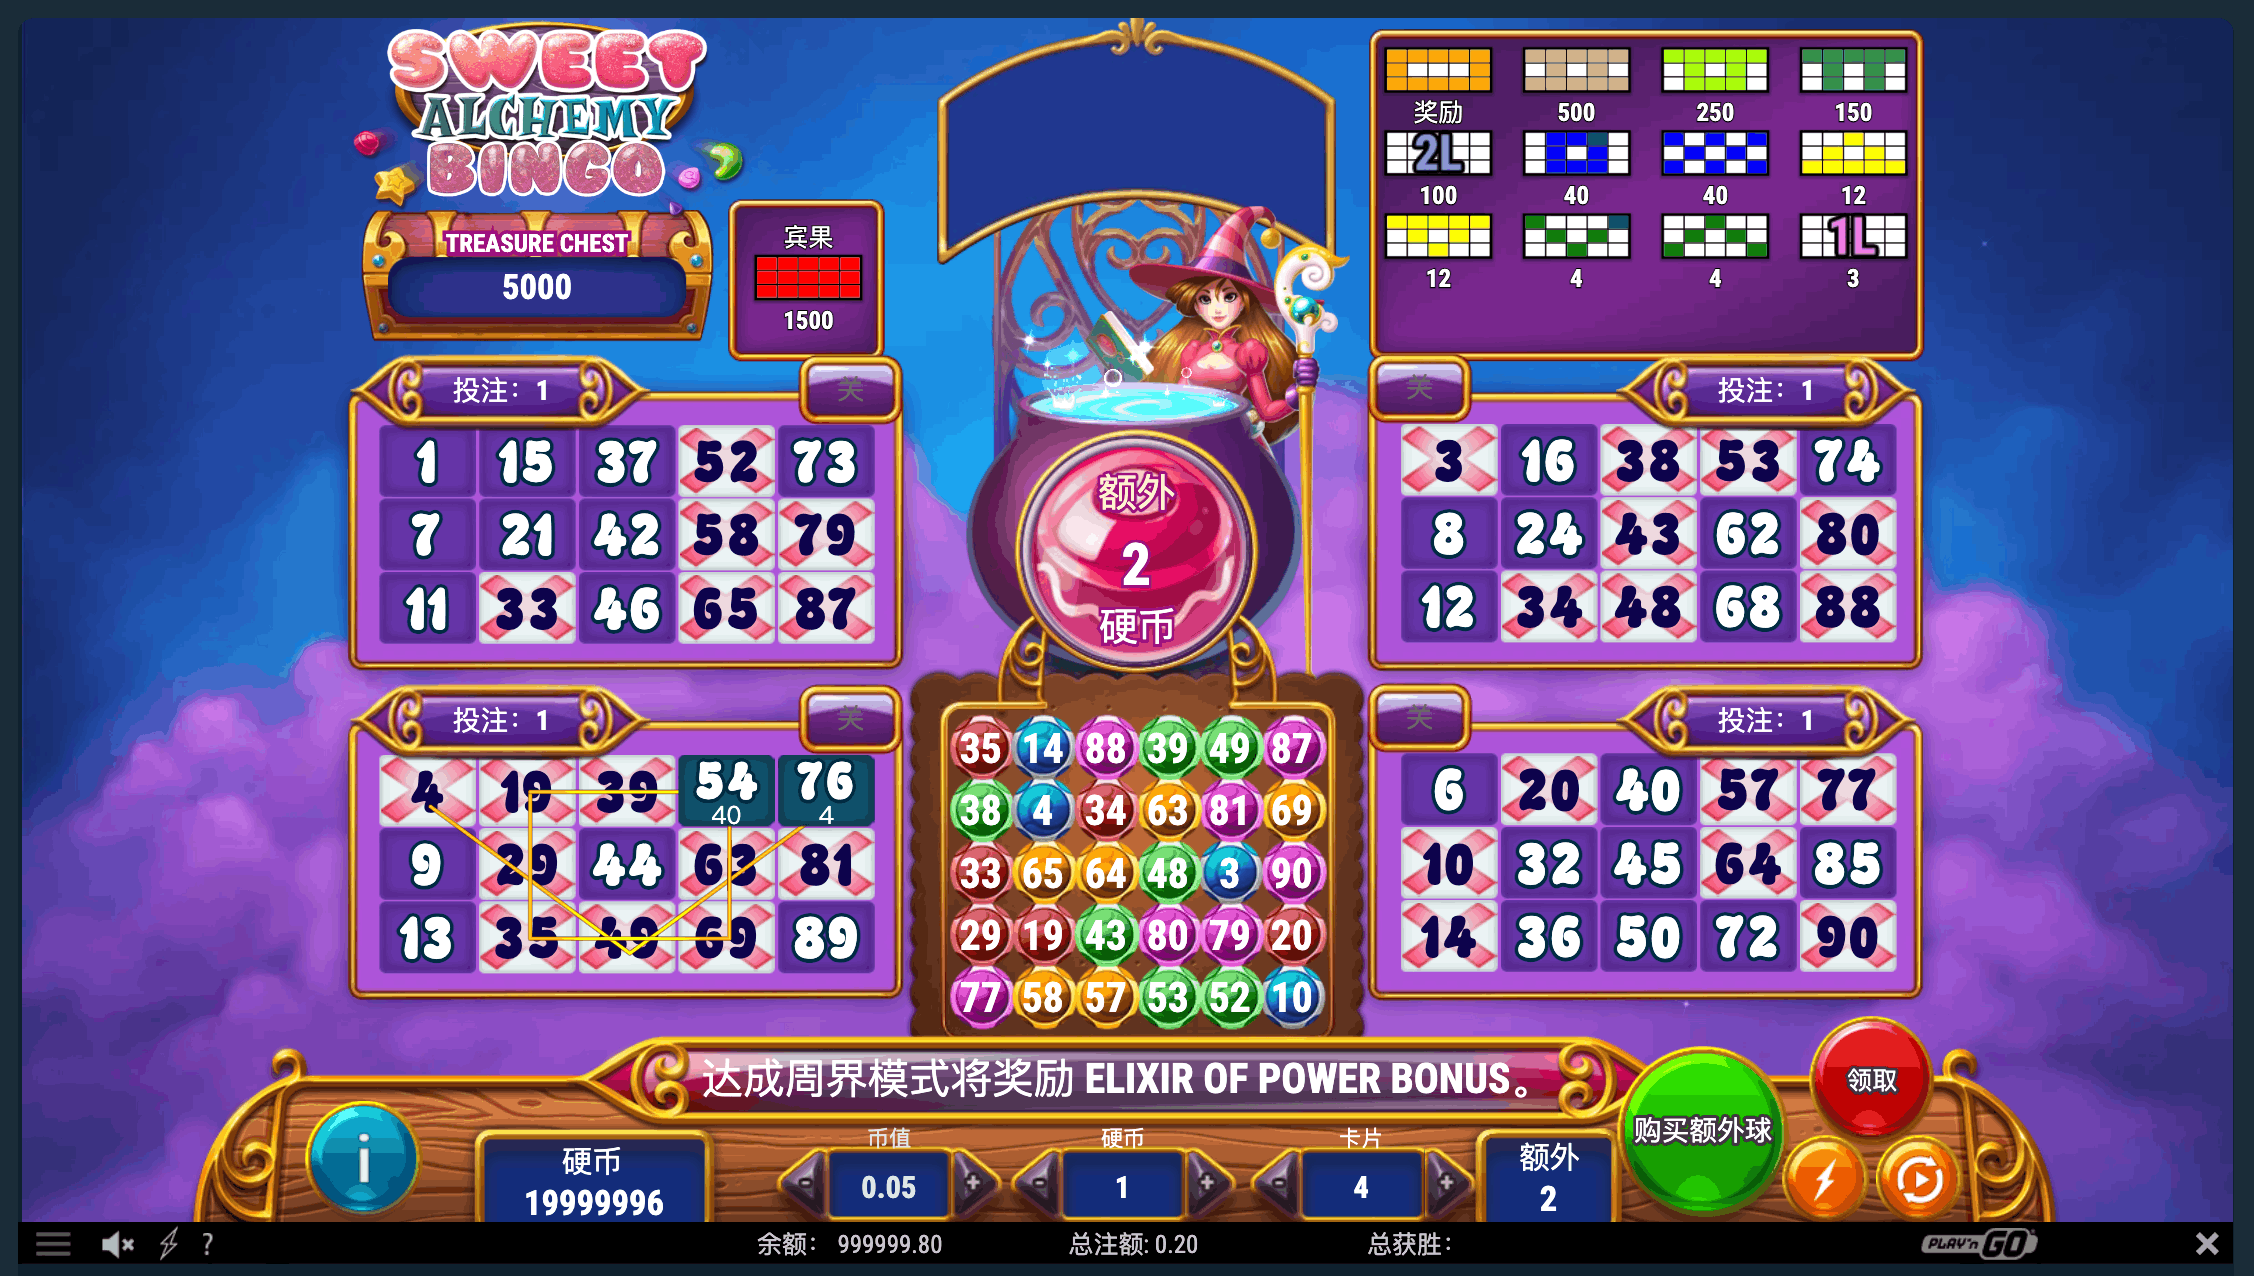 SWEET
ALCHEMY
BINGO
TREASURE CHEST
5000
宾果
1500
奖励 500 250 150
2L
100 40 40 12
1L
12 4 4 3
投注：1
关
1 15 37 52 73
7 21 42 58 79
11 33 46 65 87
额外
2
硬币
关
投注：1
3 16 38 53 74
8 24 43 62 80
12 34 48 68 88
投注：1
关
4 19 39 54 76
40 4
9 29 44 63 81
13 35 49 69 89
35 14 88 39 49 87
38 4 34 63 81 69
33 65 64 48 3 90
29 19 43 80 79 20
77 58 57 53 52 10
关
投注：1
6 20 40 57 77
10 32 45 64 85
14 36 50 72 90
达成周界模式将奖励 ELIXIR OF POWER BONUS。
i
硬币
19999996
币值
- 0.05 +
硬币
- 1 +
卡片
- 4 +
额外
2
购买额外球
领取
?
余额： 999999.80
总注额: 0.20
总获胜：
PLAY'n GO